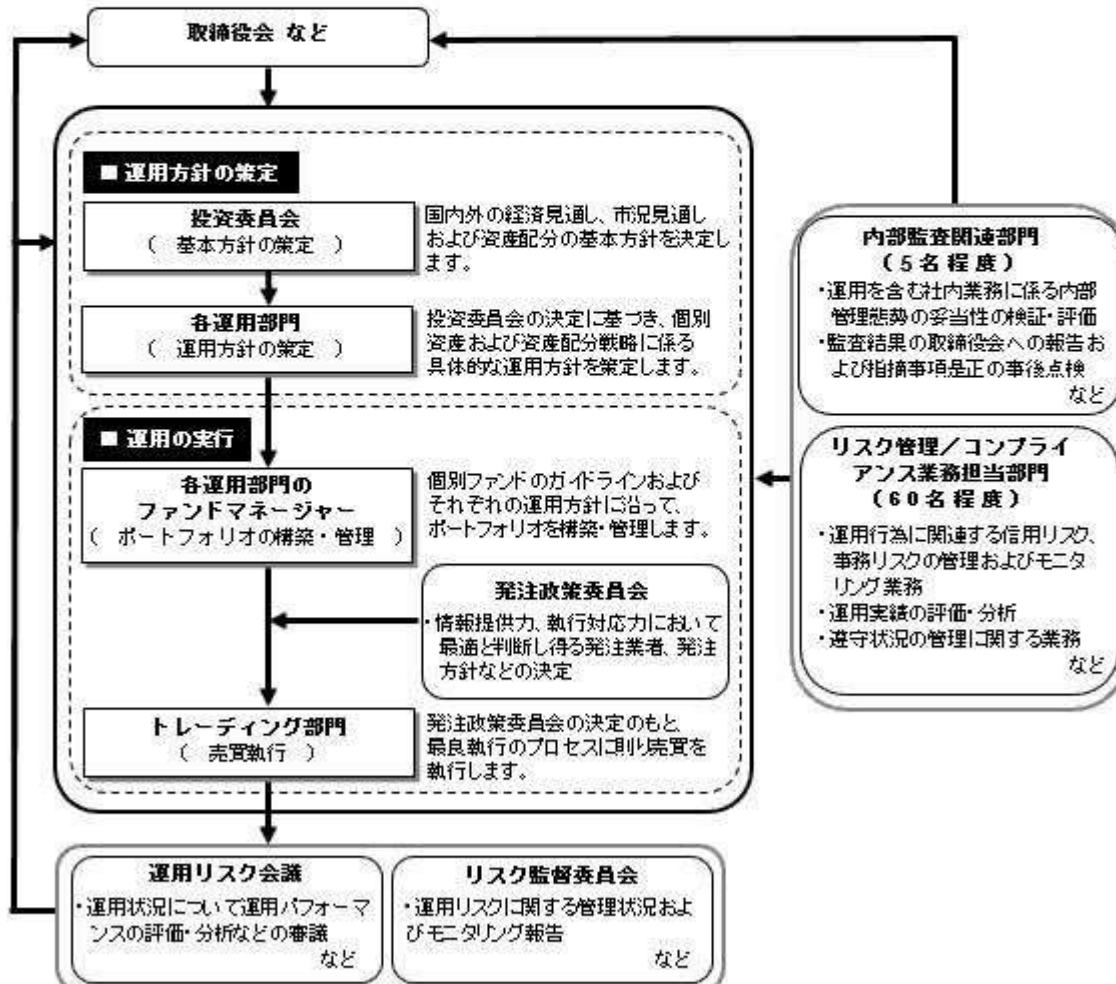 取締役会 など
■ 運用方針の策定
投資委員会
（ 基本方針の策定 ）
国内外の経済見通し、市況見通し
および資産配分の基本方針を決定し
ます。
各運用部門
（ 運用方針の策定 ）
投資委員会の決定に基づき、個別
資産および資産配分戦略に係る
具体的な運用方針を策定します。
■ 運用の実行
各運用部門の
ファンドマネージャー
（ ポートフォリオの構築・管理 ）
個別ファンドのガイドラインおよび
それぞれの運用方針に沿って、
ポートフォリオを構築・管理します。
発注政策委員会
・情報提供力、執行対応力において
最適と判断し得る発注業者、発注
方針などの決定
トレーディング部門
（ 売買執行 ）
発注政策委員会の決定のもと、
最良執行のプロセスに則り売買を
執行します。
内部監査関連部門
（５名程度）
・運用を含む社内業務に係る内部
管理態勢の妥当性の検証・評価
・監査結果の取締役会への報告お
よび指摘事項是正の事後点検
など
リスク管理／コンプライ
アンス業務担当部門
（６０名程度）
・運用行為に関連する信用リスク、
事務リスクの管理およびモニタ
リング業務
・運用実績の評価・分析
・遵守状況の管理に関する業務
など
運用リスク会議
・運用状況について運用パフォーマ
ンスの評価・分析などの審議
など
リスク監督委員会
・運用リスクに関する管理状況およ
びモニタリング報告
など